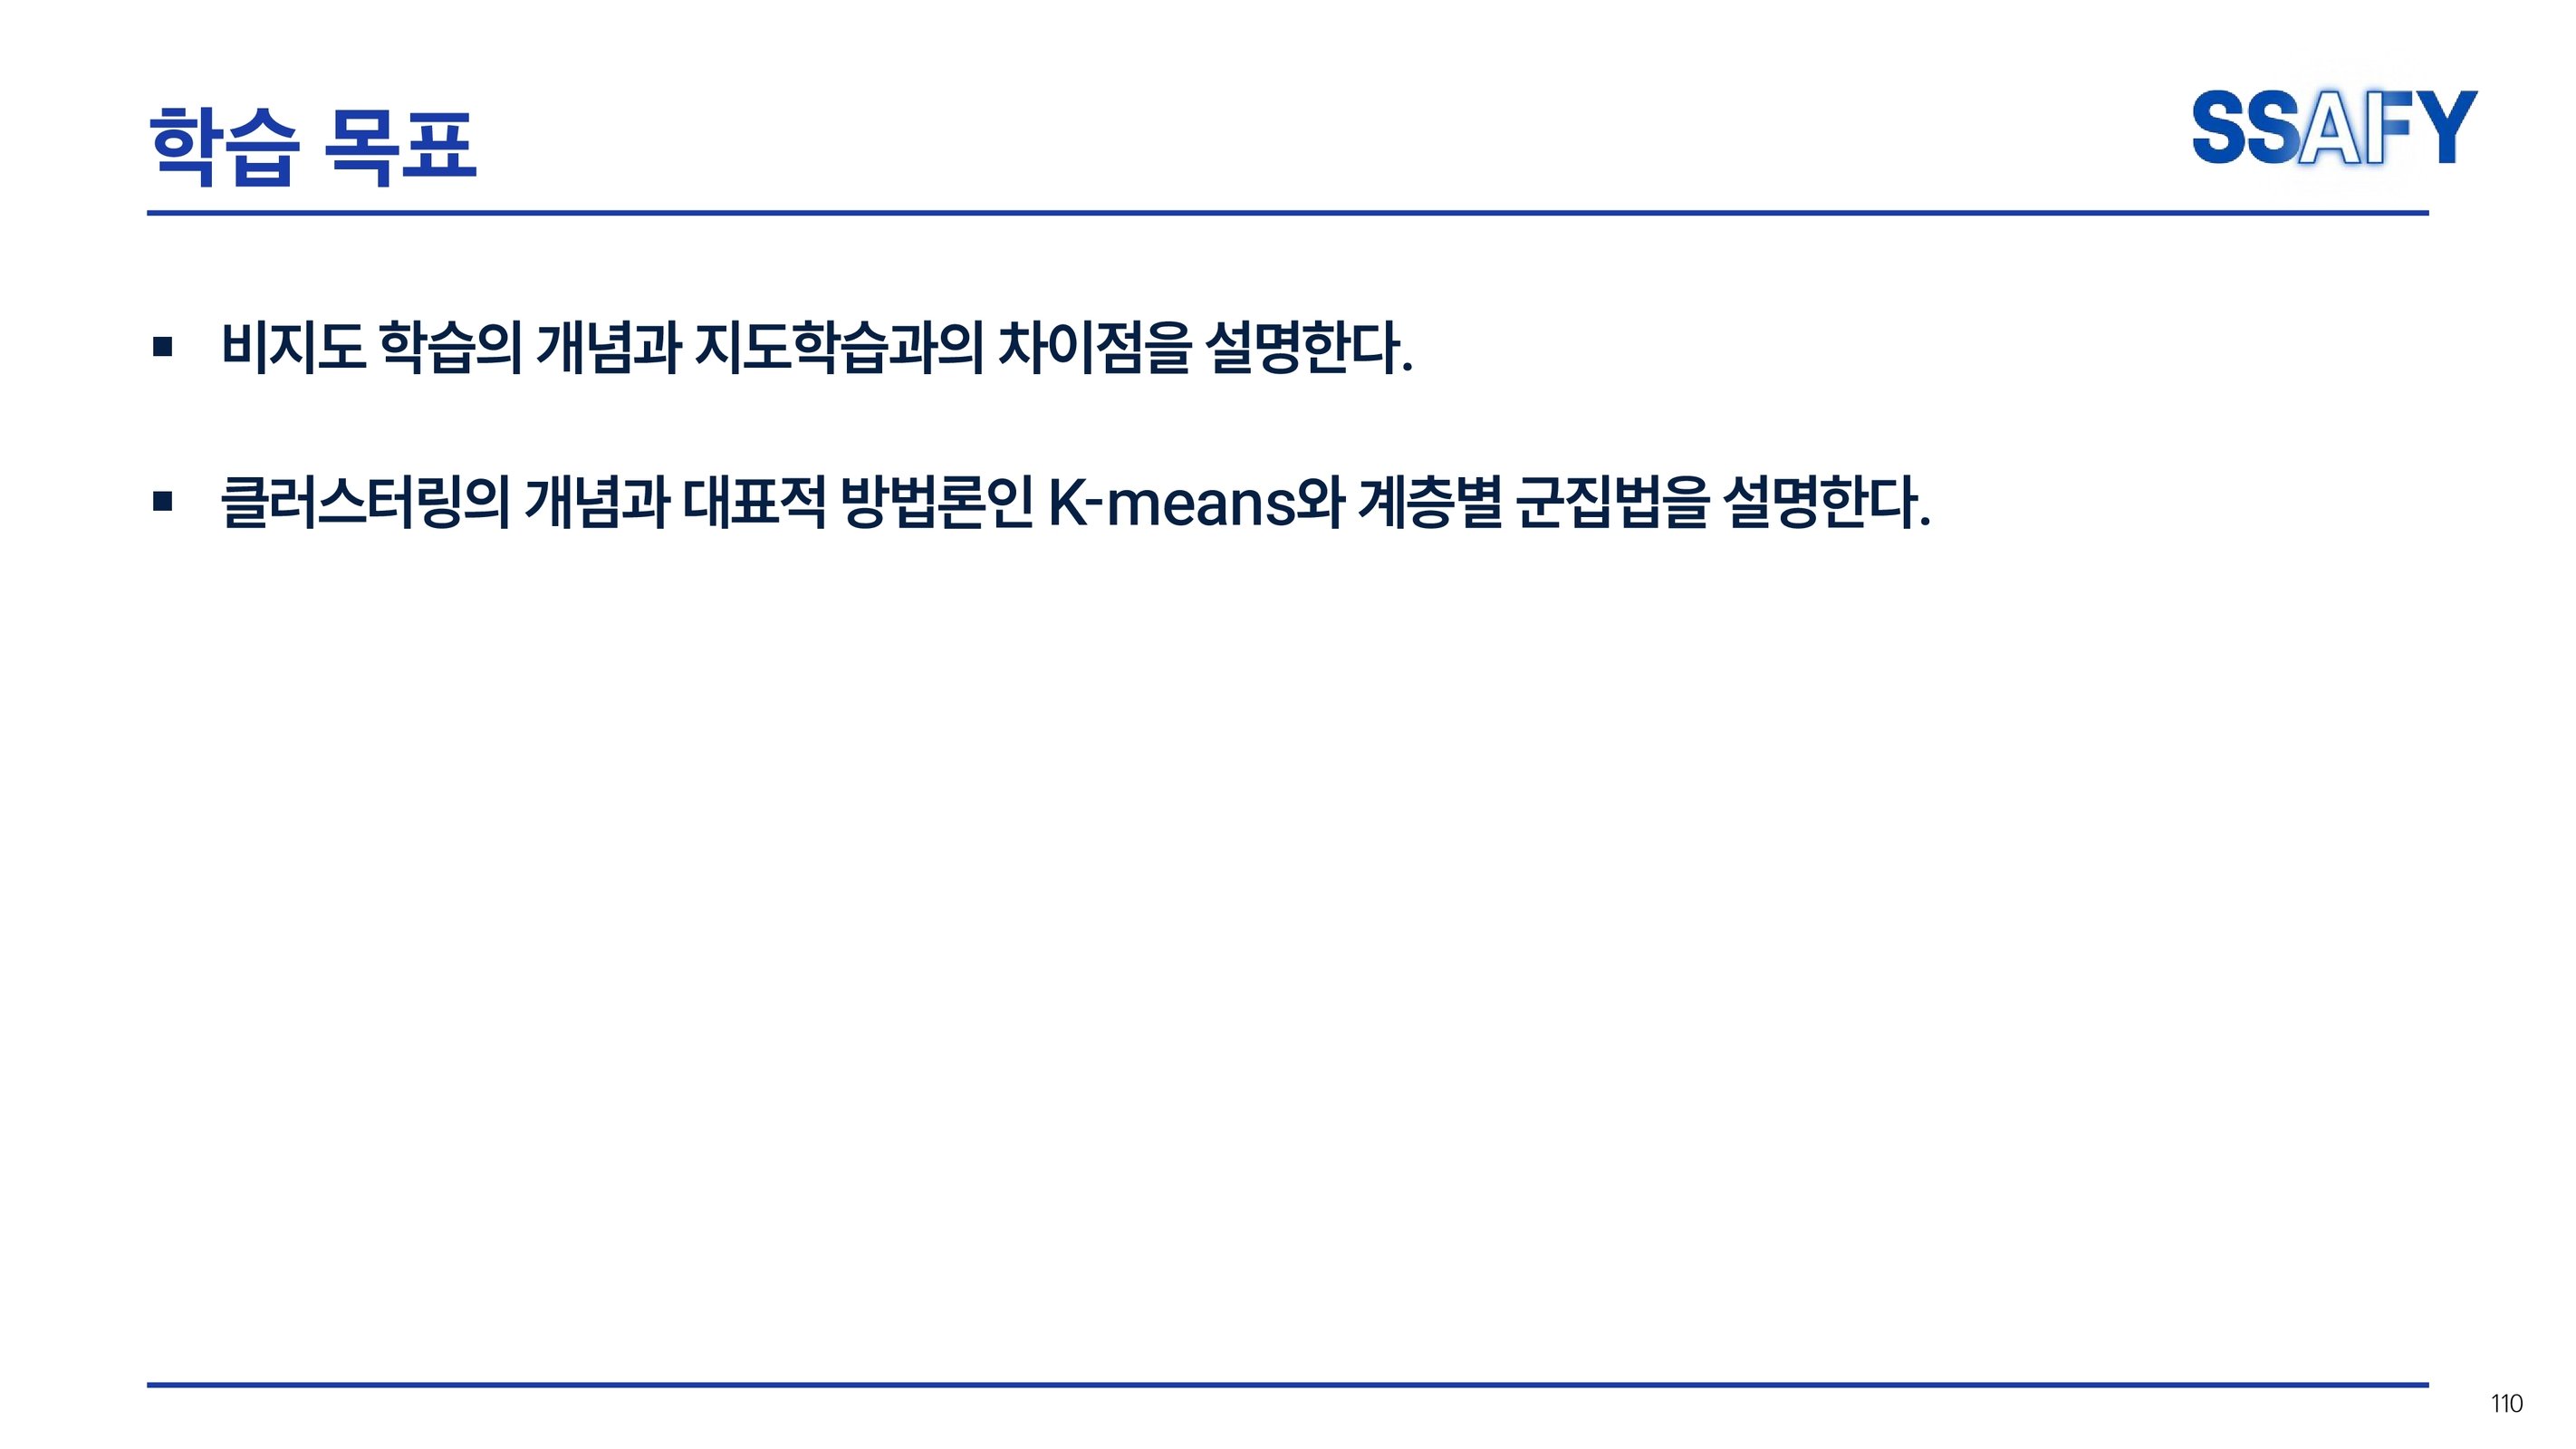 학습 목표
SSAFY
▪ 비지도 학습의 개념과 지도학습과의 차이점을 설명한다.
▪ 클러스터링의 개념과 대표적 방법론인 K-means와 계층별 군집법을 설명한다.
110